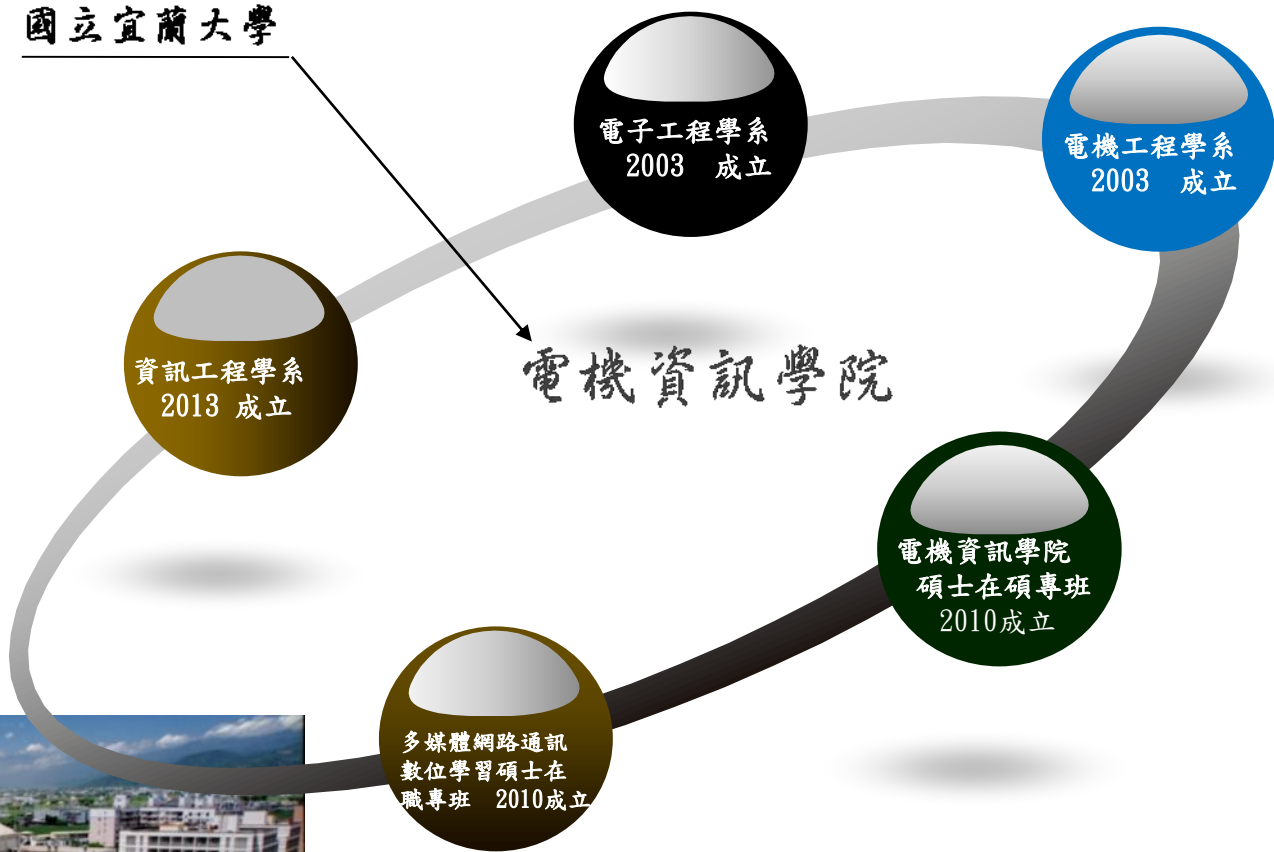 國立宜蘭大學
電子工程學系
2003 成立
電機工程學系
2003 成立
資訊工程學系
2013 成立
電機資訊學院
電機資訊學院
碩士在碩專班
2010成立
多媒體網路通訊
數位學習碩士在
職專班 2010成立